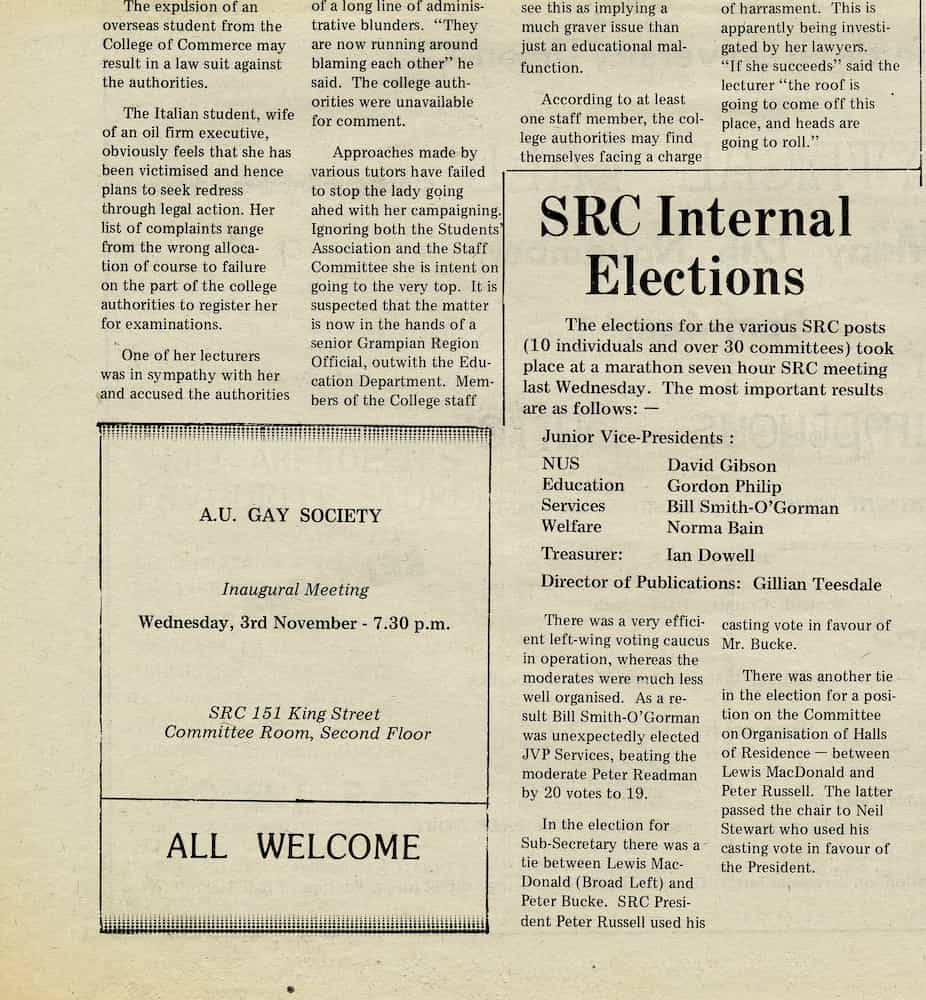 The expulsion of an
overseas student from the
College of Commerce may
result in a law suit against
the authorities.
The Italian student, wife
of an oil firm executive,
obviously feels that she has
been victimised and hence
plans to seek redress
through legal action. Her
list of complaints range
from the wrong alloca-
tion of course to failure
on the part of the college
authorities to register her
for examinations.
One of her lecturers
was in sympathy with her
and accused the authorities
of a long line of adminis-
trative blunders. “They
are now running around
blaming each other” he
said. The college auth-
orities were unavailable
for comment.
Approaches made by
various tutors have failed
to stop the lady going
ahed with her campaigning.
Ignoring both the Students’
Association and the Staff
Committee she is intent on
going to the very top. It is
suspected that the matter
is now in the hands of a
senior Grampian Region
Official, outwith the Edu-
cation Department. Mem-
bers of the College staff
see this as implying a
much graver issue than
just an educational mal-
function.
According to at least
one staff member, the col-
lege authorities may find
themselves facing a charge
of harrasment. This is
apparently being investi-
gated by her lawyers.
“If she succeeds” said the
lecturer “the roof is
going to come off this
place, and heads are
going to roll.”
A.U. GAY SOCIETY
Inaugural Meeting
Wednesday, 3rd November - 7.30 p.m.
SRC 151 King Street
Committee Room, Second Floor
ALL WELCOME
SRC Internal
Elections
The elections for the various SRC posts
(10 individuals and over 30 committees) took
place at a marathon seven hour SRC meeting
last Wednesday. The most important results
are as follows: —
Junior Vice-Presidents :
NUS David Gibson
Education Gordon Philip
Services Bill Smith-O’Gorman
Welfare Norma Bain
Treasurer: Ian Dowell
Director of Publications: Gillian Teesdale
There was a very effici-
ent left-wing voting caucus
in operation, whereas the
moderates were much less
well organised. As a re-
sult Bill Smith-O’Gorman
was unexpectedly elected
JVP Services, beating the
moderate Peter Readman
by 20 votes to 19.
In the election for
Sub-Secretary there was a
tie between Lewis Mac-
Donald (Broad Left) and
Peter Bucke. SRC Presi-
dent Peter Russell used his
casting vote in favour of
Mr. Bucke.
There was another tie
in the election for a posi-
tion on the Committee
on Organisation of Halls
of Residence — between
Lewis MacDonald and
Peter Russell. The latter
passed the chair to Neil
Stewart who used his
casting vote in favour of
the President.